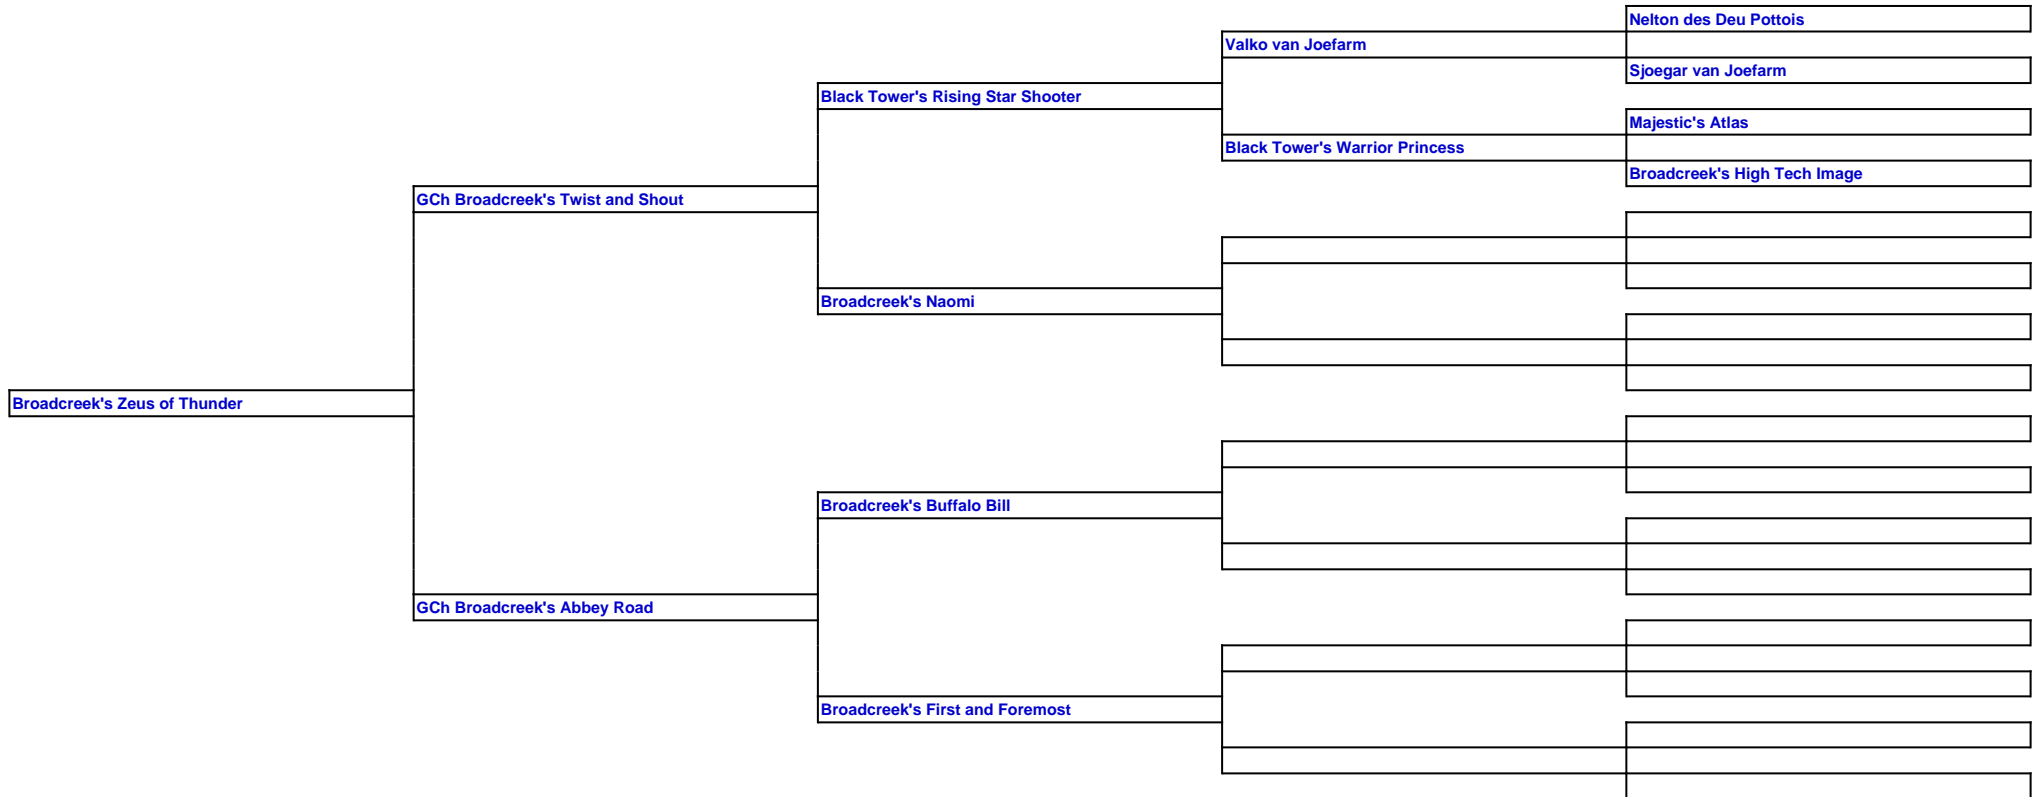 Nelton des Deu Pottois
Valko van Joefarm
Sjoegar van Joefarm
Black Tower's Rising Star Shooter
Majestic's Atlas
Black Tower's Warrior Princess
Broadcreek's High Tech Image
GCh Broadcreek's Twist and Shout
Broadcreek's Naomi
Broadcreek's Zeus of Thunder
Broadcreek's Buffalo Bill
GCh Broadcreek's Abbey Road
Broadcreek's First and Foremost